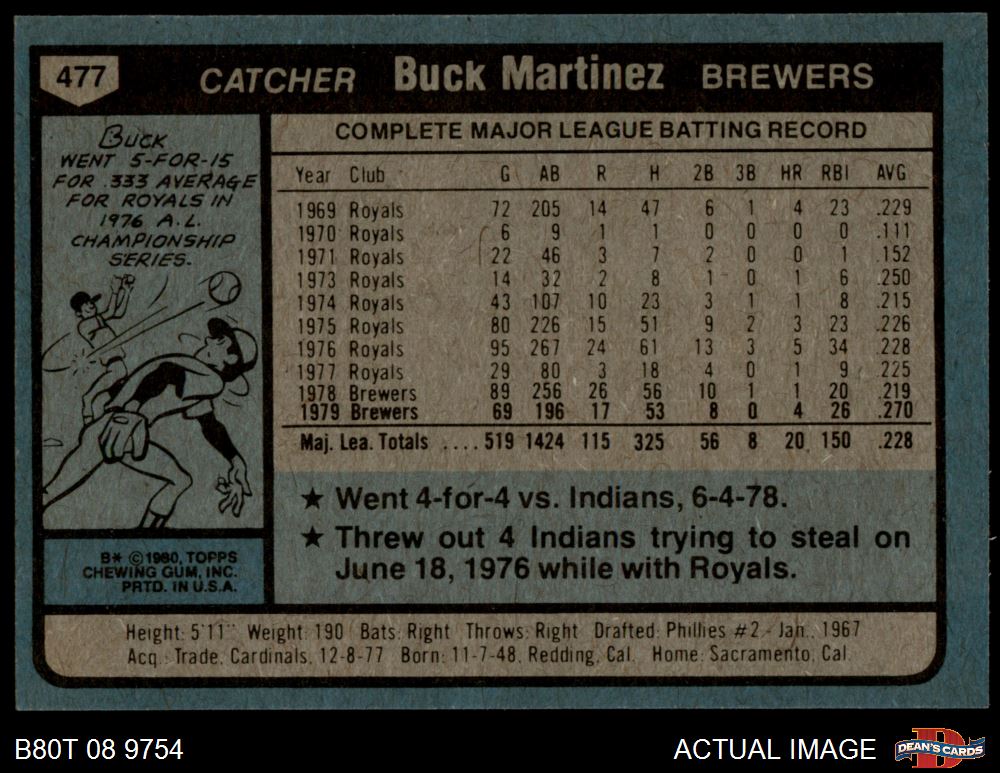 477 CATCHER Buck Martinez BREWERS
BUCK
WENT 5-FOR-15
FOR .333 AVERAGE
FOR ROYALS IN
1976 A.L.
CHAMPIONSHIP
SERIES.
B* ©1980, TOPPS
CHEWING GUM, INC.
PRTD. IN U.S.A.
COMPLETE MAJOR LEAGUE BATTING RECORD
Year Club G AB R H 2B 3B HR RBI AVG
1969 Royals 72 205 14 47 6 1 4 23 .229
1970 Royals 6 9 1 1 0 0 0 0 .111
1971 Royals 22 46 3 7 2 0 0 1 .152
1973 Royals 14 32 2 8 1 0 1 6 .250
1974 Royals 43 107 10 23 3 1 1 8 .215
1975 Royals 80 226 15 51 9 2 3 23 .226
1976 Royals 95 267 24 61 13 3 5 34 .228
1977 Royals 29 80 3 18 4 0 1 9 .225
1978 Brewers 89 256 26 56 10 1 1 20 .219
1979 Brewers 69 196 17 53 8 0 4 26 .270
Maj. Lea. Totals .... 519 1424 115 325 56 8 20 150 .228
★ Went 4-for-4 vs. Indians, 6-4-78.
★ Threw out 4 Indians trying to steal on
June 18, 1976 while with Royals.
Height: 5'11" Weight: 190 Bats: Right Throws: Right Drafted: Phillies #2 - Jan., 1967
Acq.: Trade, Cardinals, 12-8-77 Born: 11-7-48, Redding, Cal. Home: Sacramento, Cal.
B80T 08 9754
ACTUAL IMAGE
D
DEAN'S CARDS